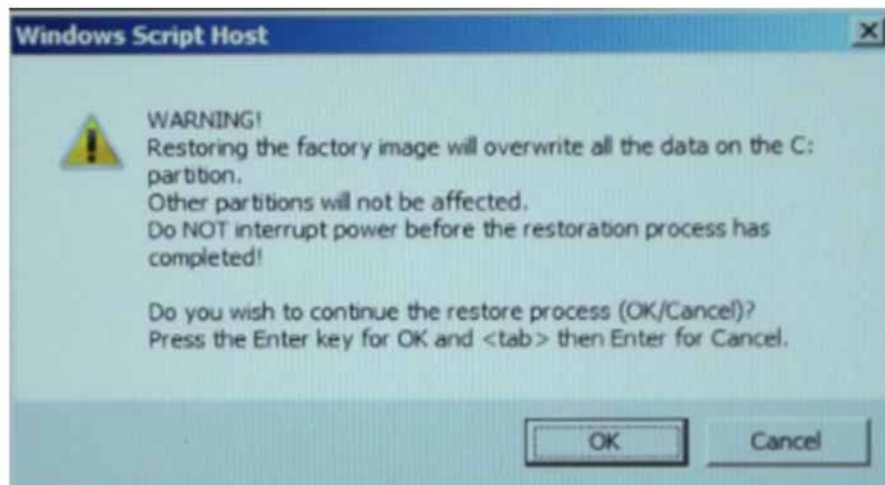 Windows Script Host
WARNING!
Restoring the factory image will overwrite all the data on the C:
partition.
Other partitions will not be affected.
Do NOT interrupt power before the restoration process has
completed!
Do you wish to continue the restore process (OK/Cancel)?
Press the Enter key for OK and <tab> then Enter for Cancel.
OK
Cancel